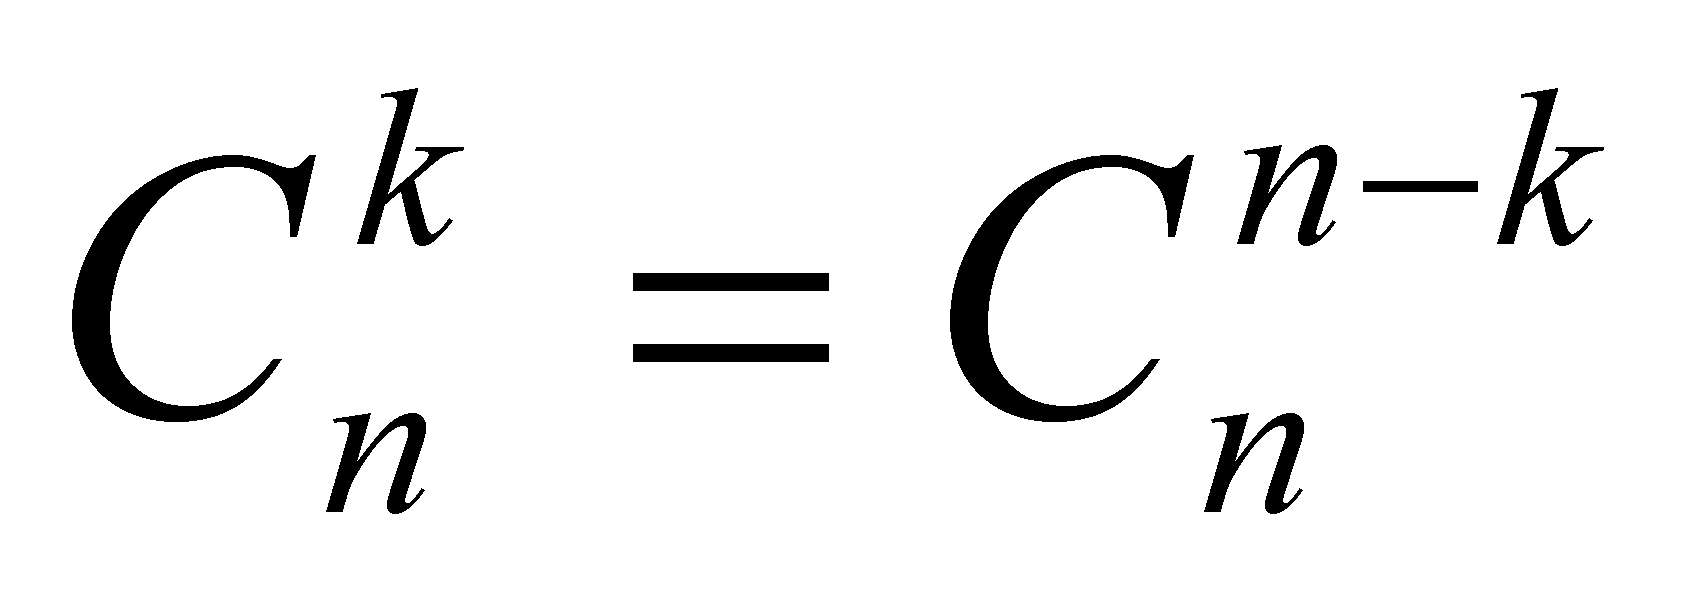 $C_n^k = C_n^{n-k}$